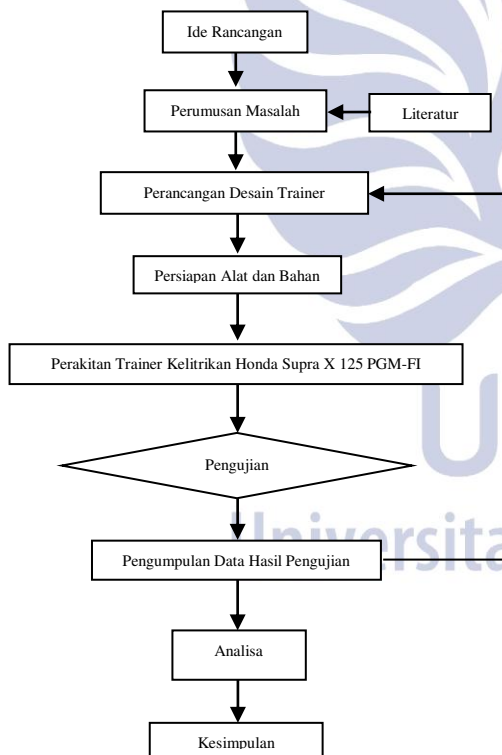 Ide Rancangan
Perumusan Masalah
Literatur
Perancangan Desain Trainer
Persiapan Alat dan Bahan
Perakitan Trainer Kelitrikan Honda Supra X 125 PGM-FI
Pengujian
U
Universita
Pengumpulan Data Hasil Pengujian
Analisa
Kesimpulan